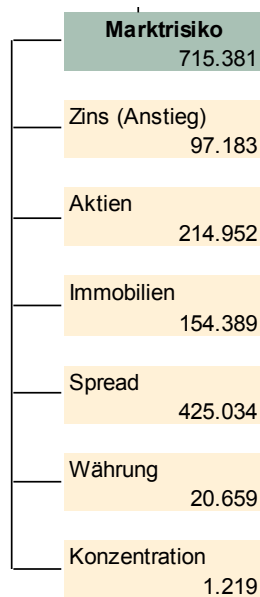 Marktrisiko
715.381
Zins (Anstieg)
97.183
Aktien
214.952
Immobilien
154.389
Spread
425.034
Währung
20.659
Konzentration
1.219